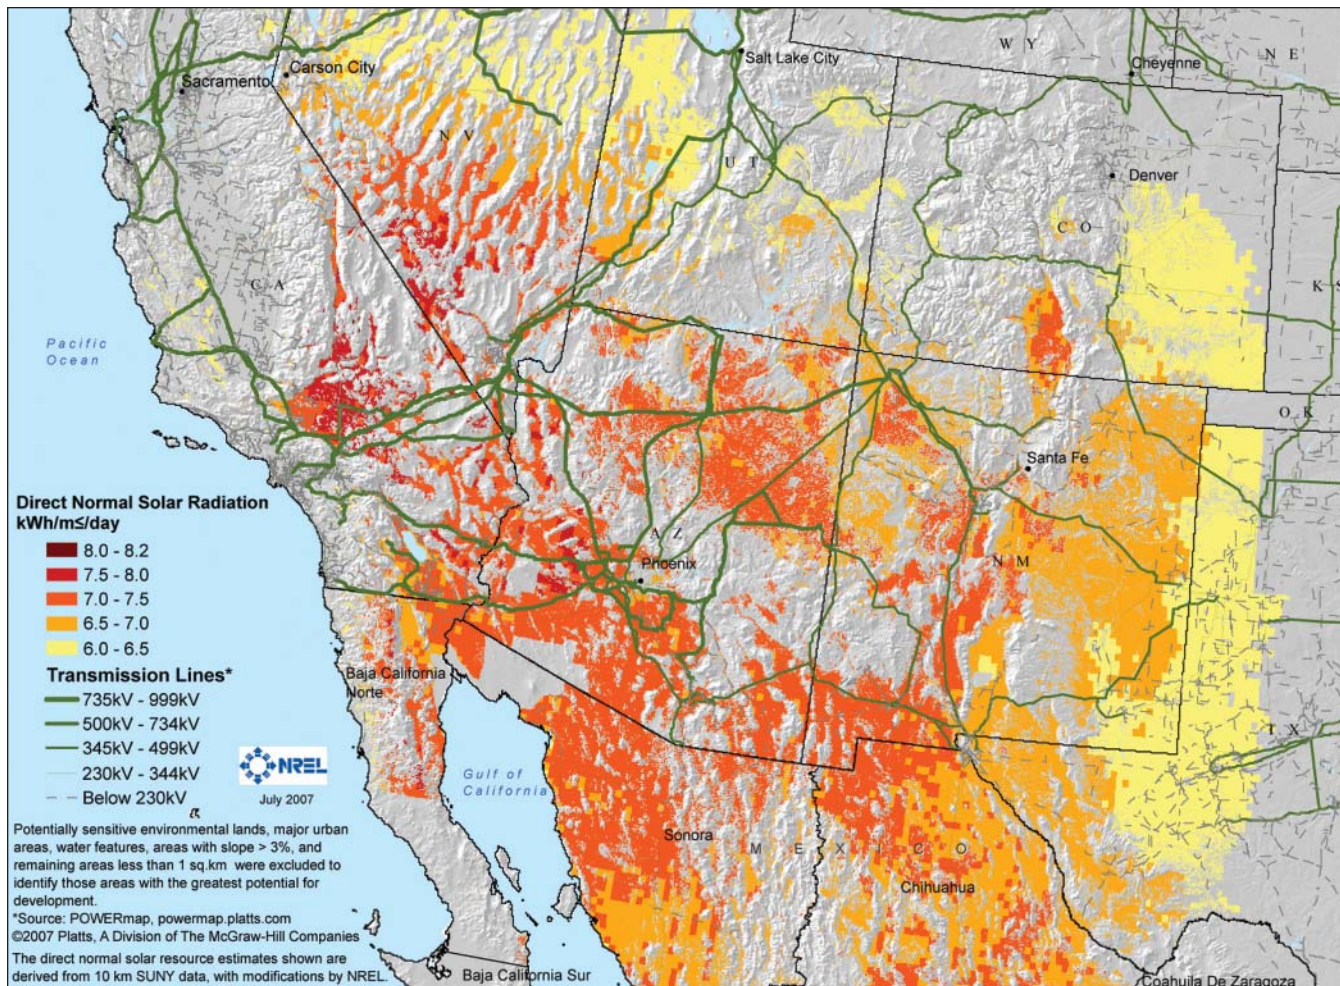 Sacramento
Carson City
Salt Lake City
W Y
Cheyenne
N E
N V
U T
Denver
C O
C A
K S
Pacific
Ocean
O K
Santa Fe
A Z
Phoenix
N M
T X
Direct Normal Solar Radiation
kWh/m≤/day
8.0 - 8.2
7.5 - 8.0
7.0 - 7.5
6.5 - 7.0
6.0 - 6.5
Transmission Lines*
735kV - 999kV
500kV - 734kV
345kV - 499kV
230kV - 344kV
Below 230kV
NREL
July 2007
Baja California
Norte
Gulf of
California
Sonora
M E X I C O
Chihuahua
Baja California Sur
Coahuila De Zaragoza
Potentially sensitive environmental lands, major urban
areas, water features, areas with slope > 3%, and
remaining areas less than 1 sq.km were excluded to
identify those areas with the greatest potential for
development.
*Source: POWERmap, powermap.platts.com
©2007 Platts, A Division of The McGraw-Hill Companies
The direct normal solar resource estimates shown are
derived from 10 km SUNY data, with modifications by NREL.